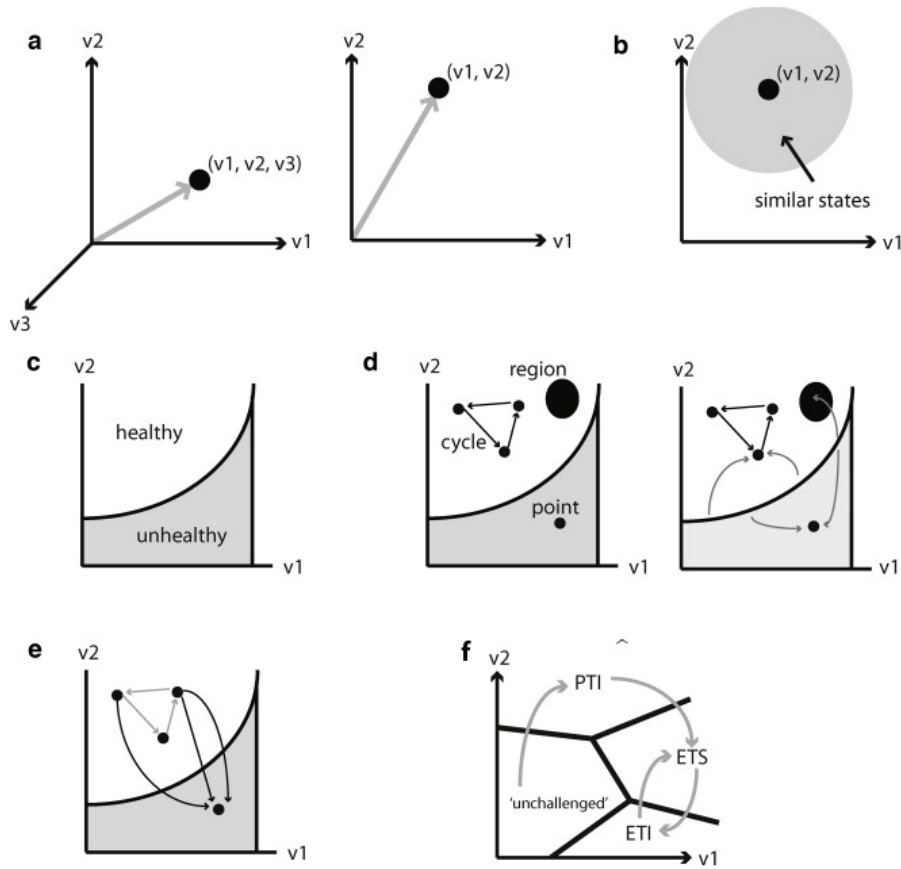 a
v2
(v1, v2, v3)
v1
v3
v2
(v1, v2)
v1
b
v2
(v1, v2)
similar states
v1
c
v2
healthy
unhealthy
v1
d
v2
region
cycle
point
v1
v2
v1
e
v2
v1
f
v2
PTI
ETS
'unchallenged'
ETI
v1